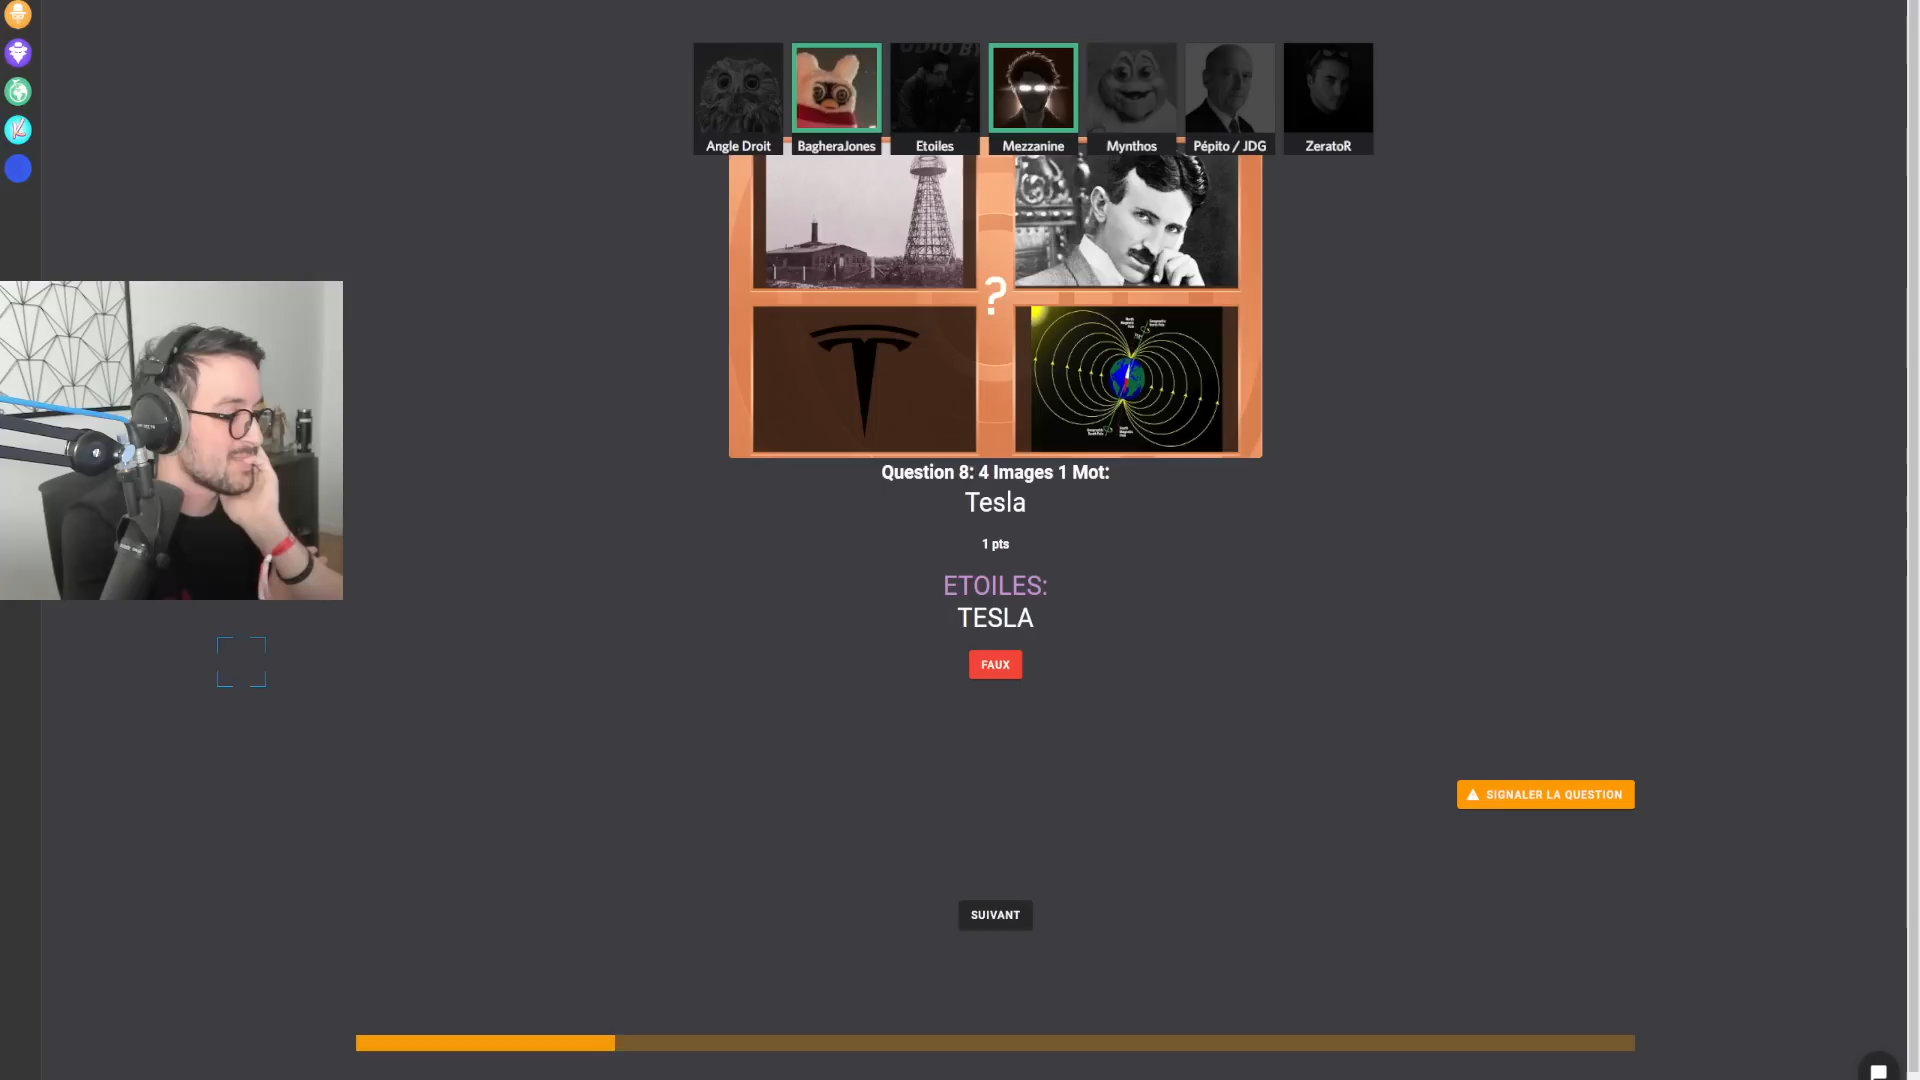 Angle Droit
BagheraJones
Etoiles
Mezzanine
Mynthos
Pépito / JDG
ZeratoR
?
Question 8: 4 Images 1 Mot:
Tesla
1 pts
ETOILES:
TESLA
FAUX
SIGNALER LA QUESTION
SUIVANT